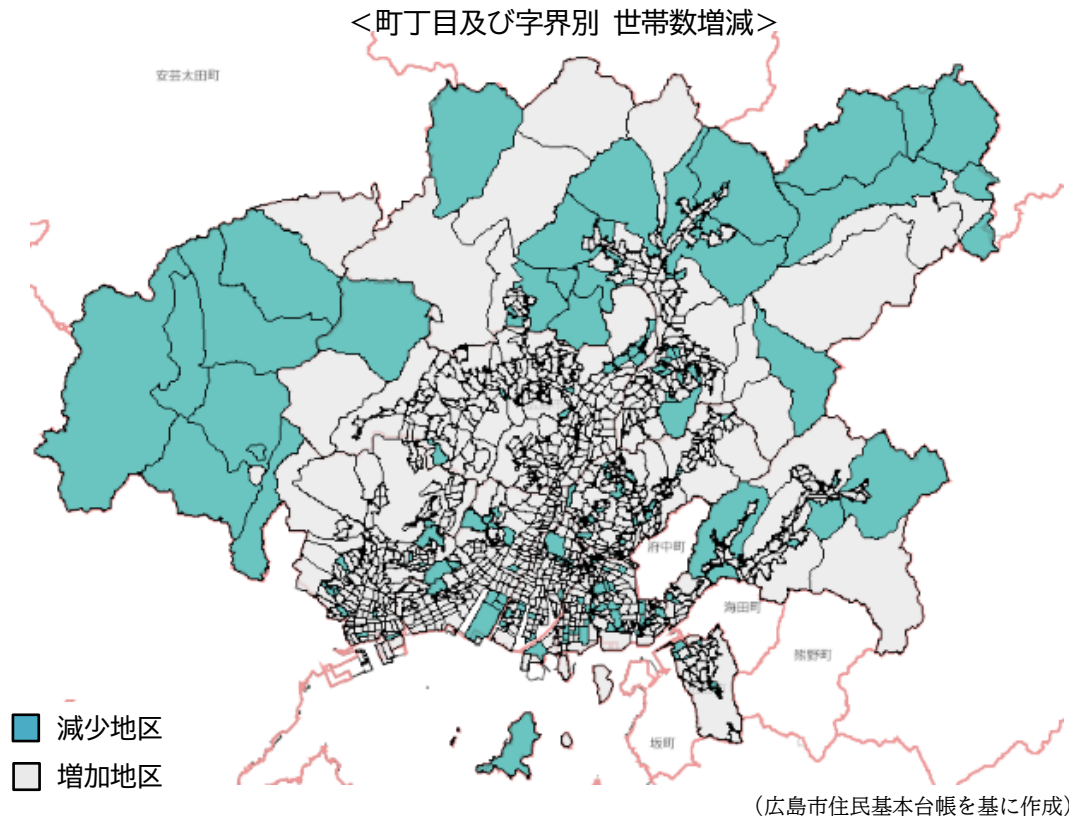 ＜町丁目及び字界別 世帯数増減＞
安芸太田町
府中町
海田町
熊野町
坂町
減少地区
増加地区
（広島市住民基本台帳を基に作成）